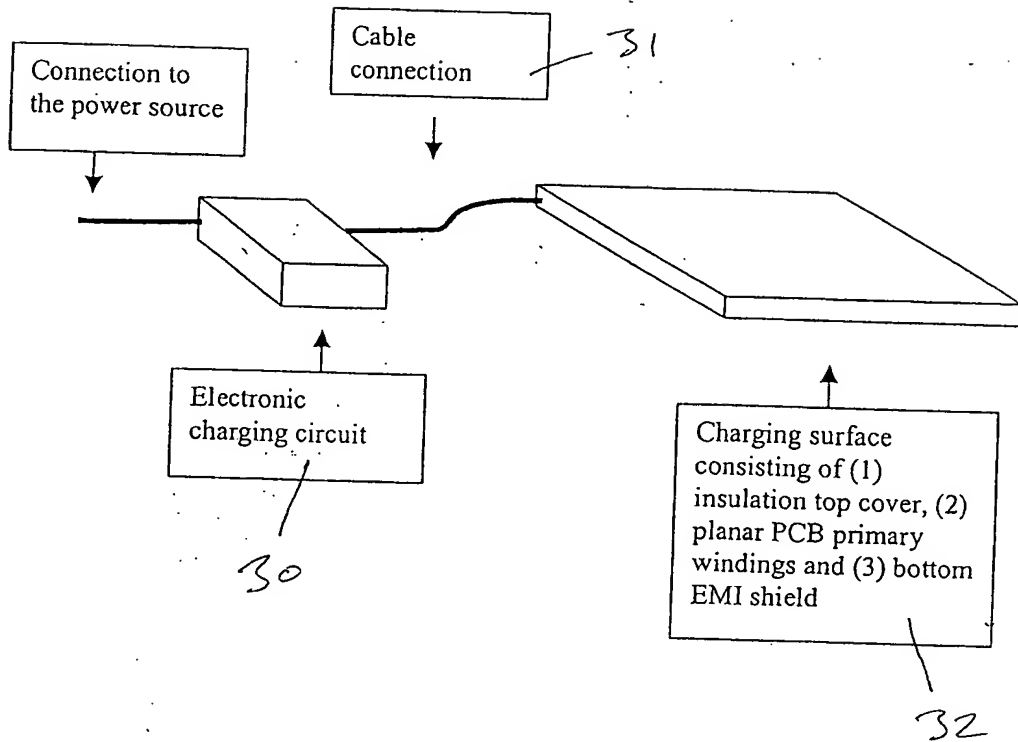 Cable
connection
31
Connection to
the power source
Electronic
charging circuit
30
Charging surface
consisting of (1)
insulation top cover, (2)
planar PCB primary
windings and (3) bottom
EMI shield
32